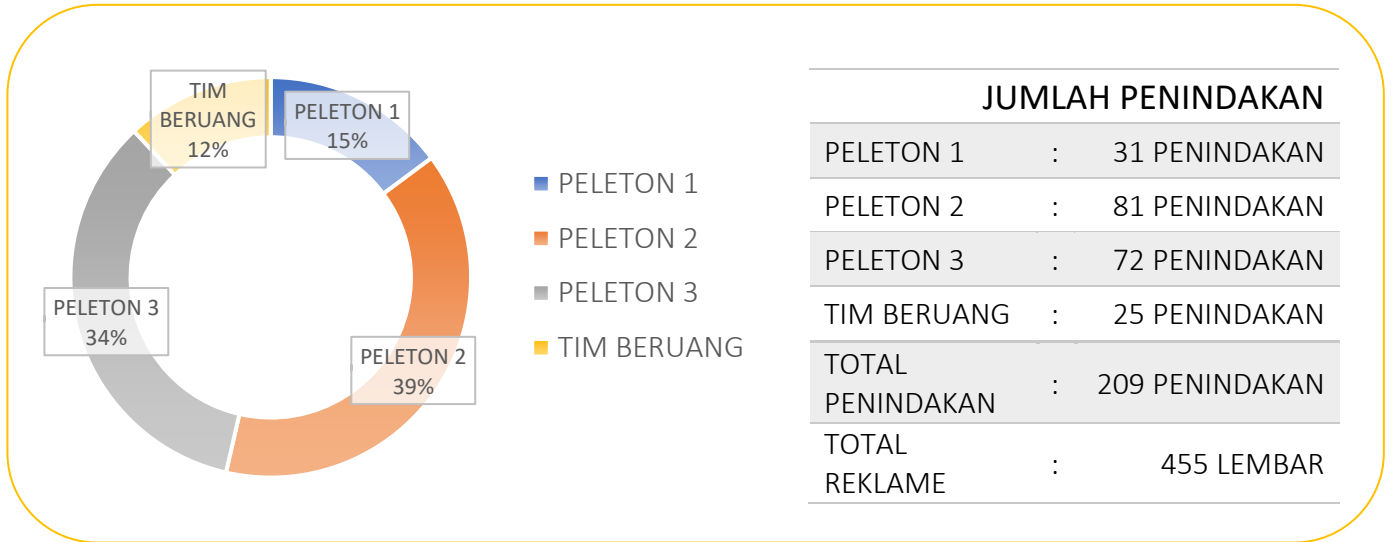 TIM
BERUANG
12%
PELETON 1
15%
PELETON 3
34%
PELETON 2
39%
PELETON 1
PELETON 2
PELETON 3
TIM BERUANG
JUMLAH PENINDAKAN
PELETON 1 : 31 PENINDAKAN
PELETON 2 : 81 PENINDAKAN
PELETON 3 : 72 PENINDAKAN
TIM BERUANG : 25 PENINDAKAN
TOTAL
PENINDAKAN : 209 PENINDAKAN
TOTAL
REKLAME : 455 LEMBAR